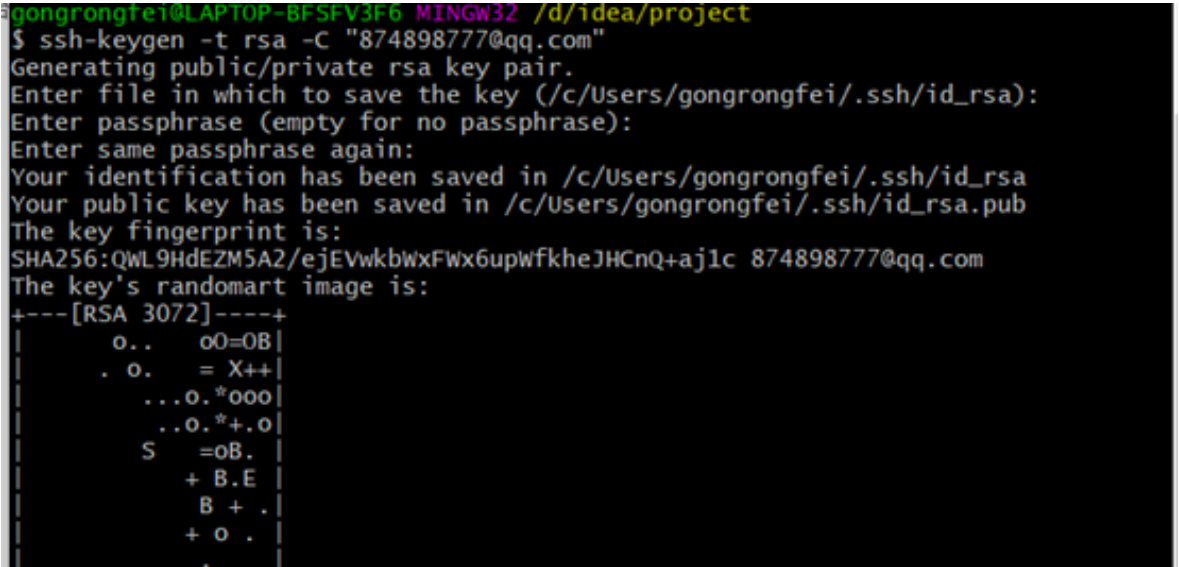 gongrongfei@LAPTOP-BFSFV3F6 MINGW32 /d/idea/project
$ ssh-keygen -t rsa -C "874898777@qq.com"
Generating public/private rsa key pair.
Enter file in which to save the key (/c/Users/gongrongfei/.ssh/id_rsa):
Enter passphrase (empty for no passphrase):
Enter same passphrase again:
Your identification has been saved in /c/Users/gongrongfei/.ssh/id_rsa
Your public key has been saved in /c/Users/gongrongfei/.ssh/id_rsa.pub
The key fingerprint is:
SHA256:QWL9HdEZM5A2/ejEVwkbWxFWx6upWfkheJHCnQ+aj1c 874898777@qq.com
The key's randomart image is:
+---[RSA 3072]----+
|      o..   oO=OB|
|     . o.   = X++|
|        ...o.*ooo|
|         ..o.*+.o|
|        S   =oB. |
|           + B.E |
|            B + .|
|           + o . |
|            .    |